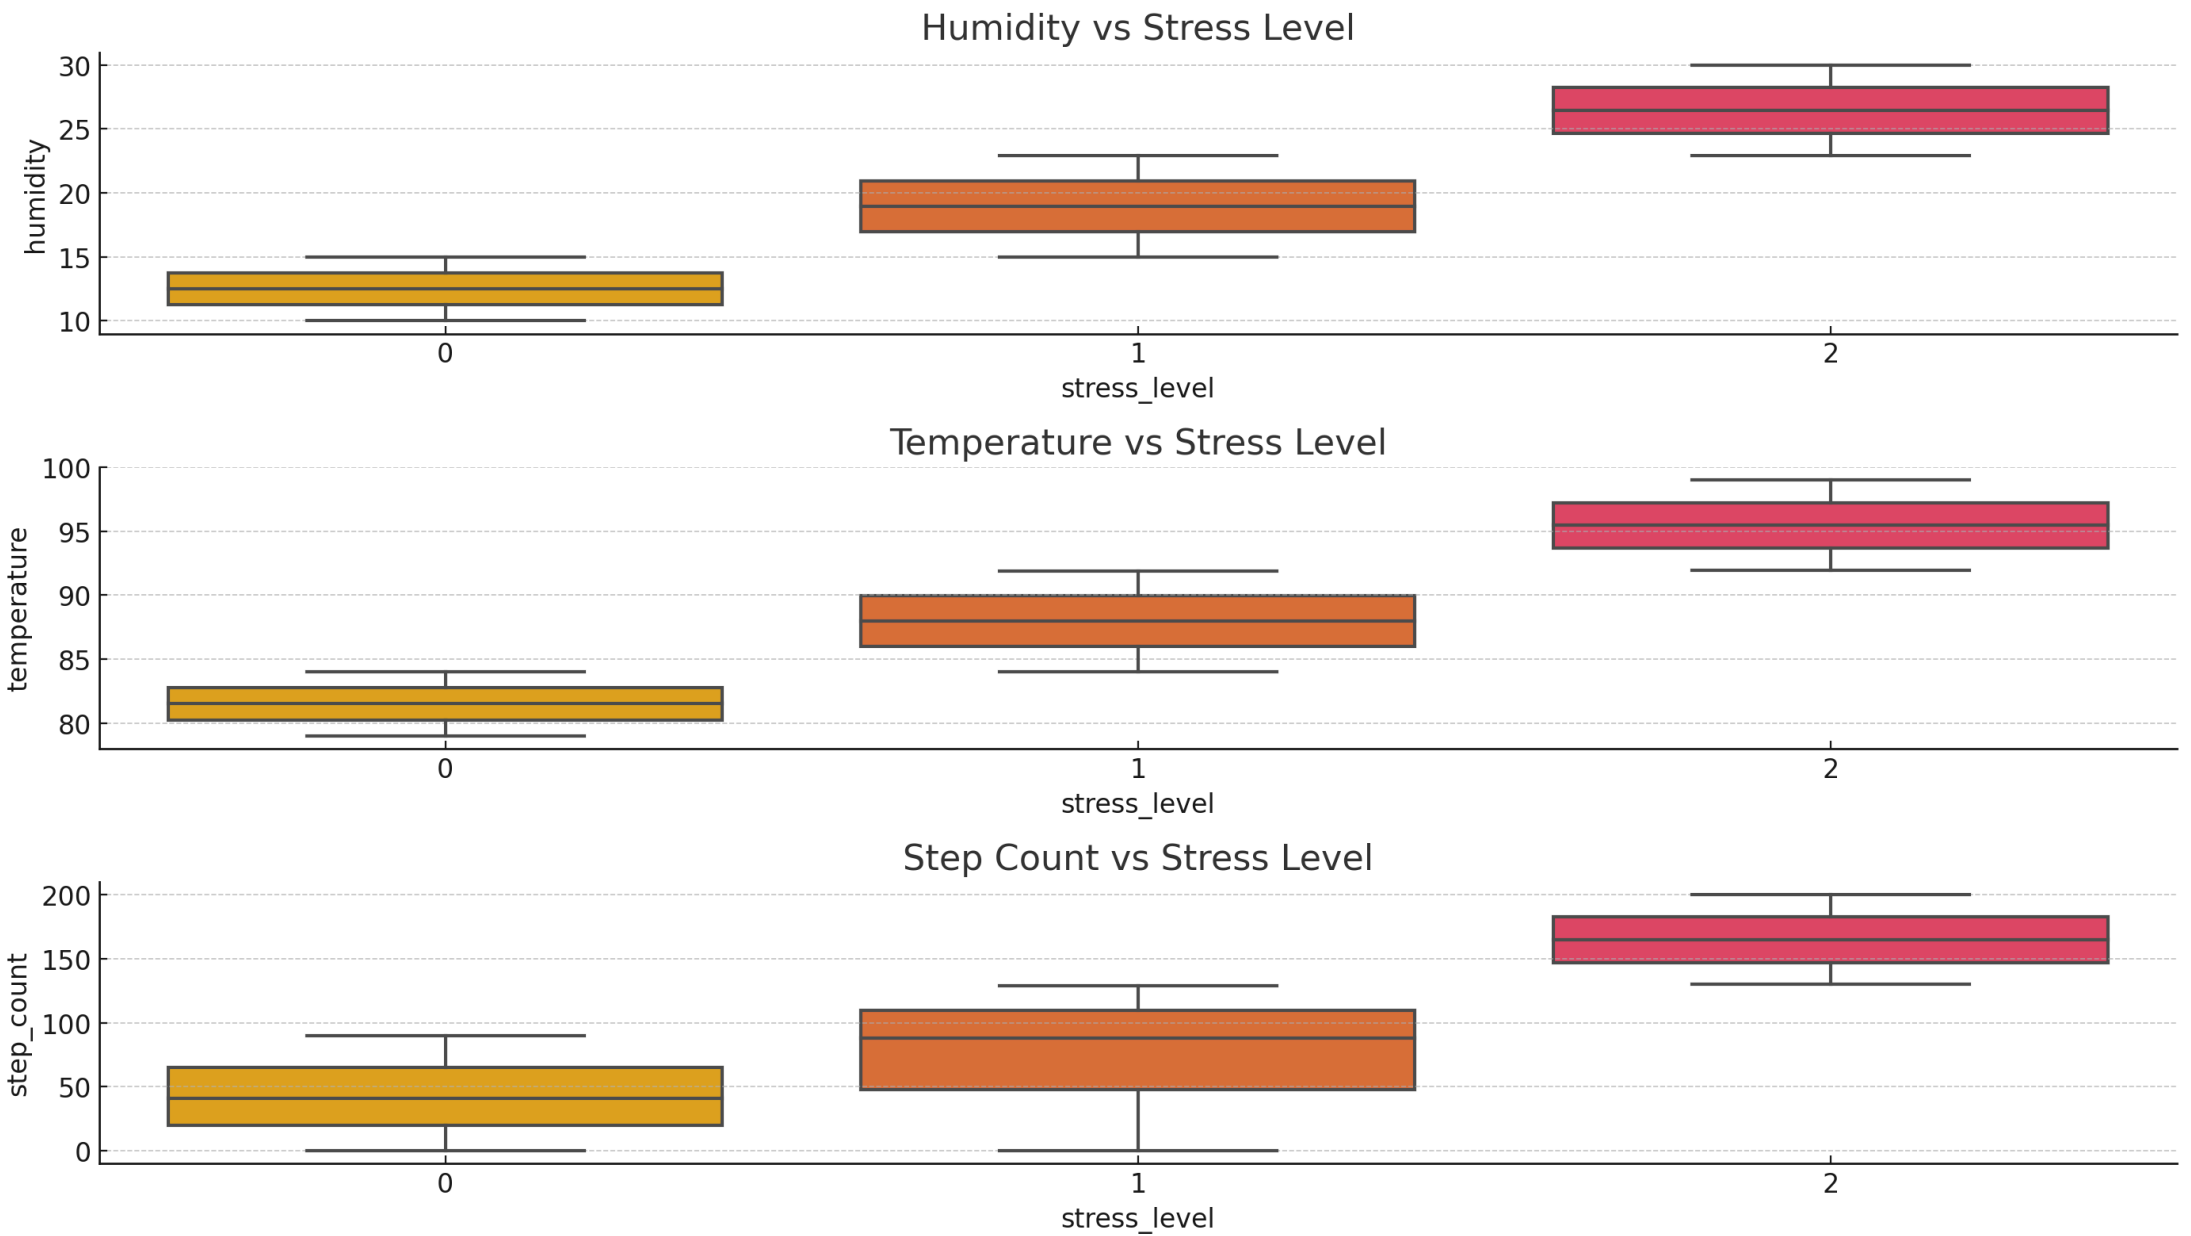 Humidity vs Stress Level
30
25
20
15
10
humidity
0 1 2
stress_level
Temperature vs Stress Level
100
95
90
85
80
temperature
0 1 2
stress_level
Step Count vs Stress Level
200
150
100
50
0
step_count
0 1 2
stress_level